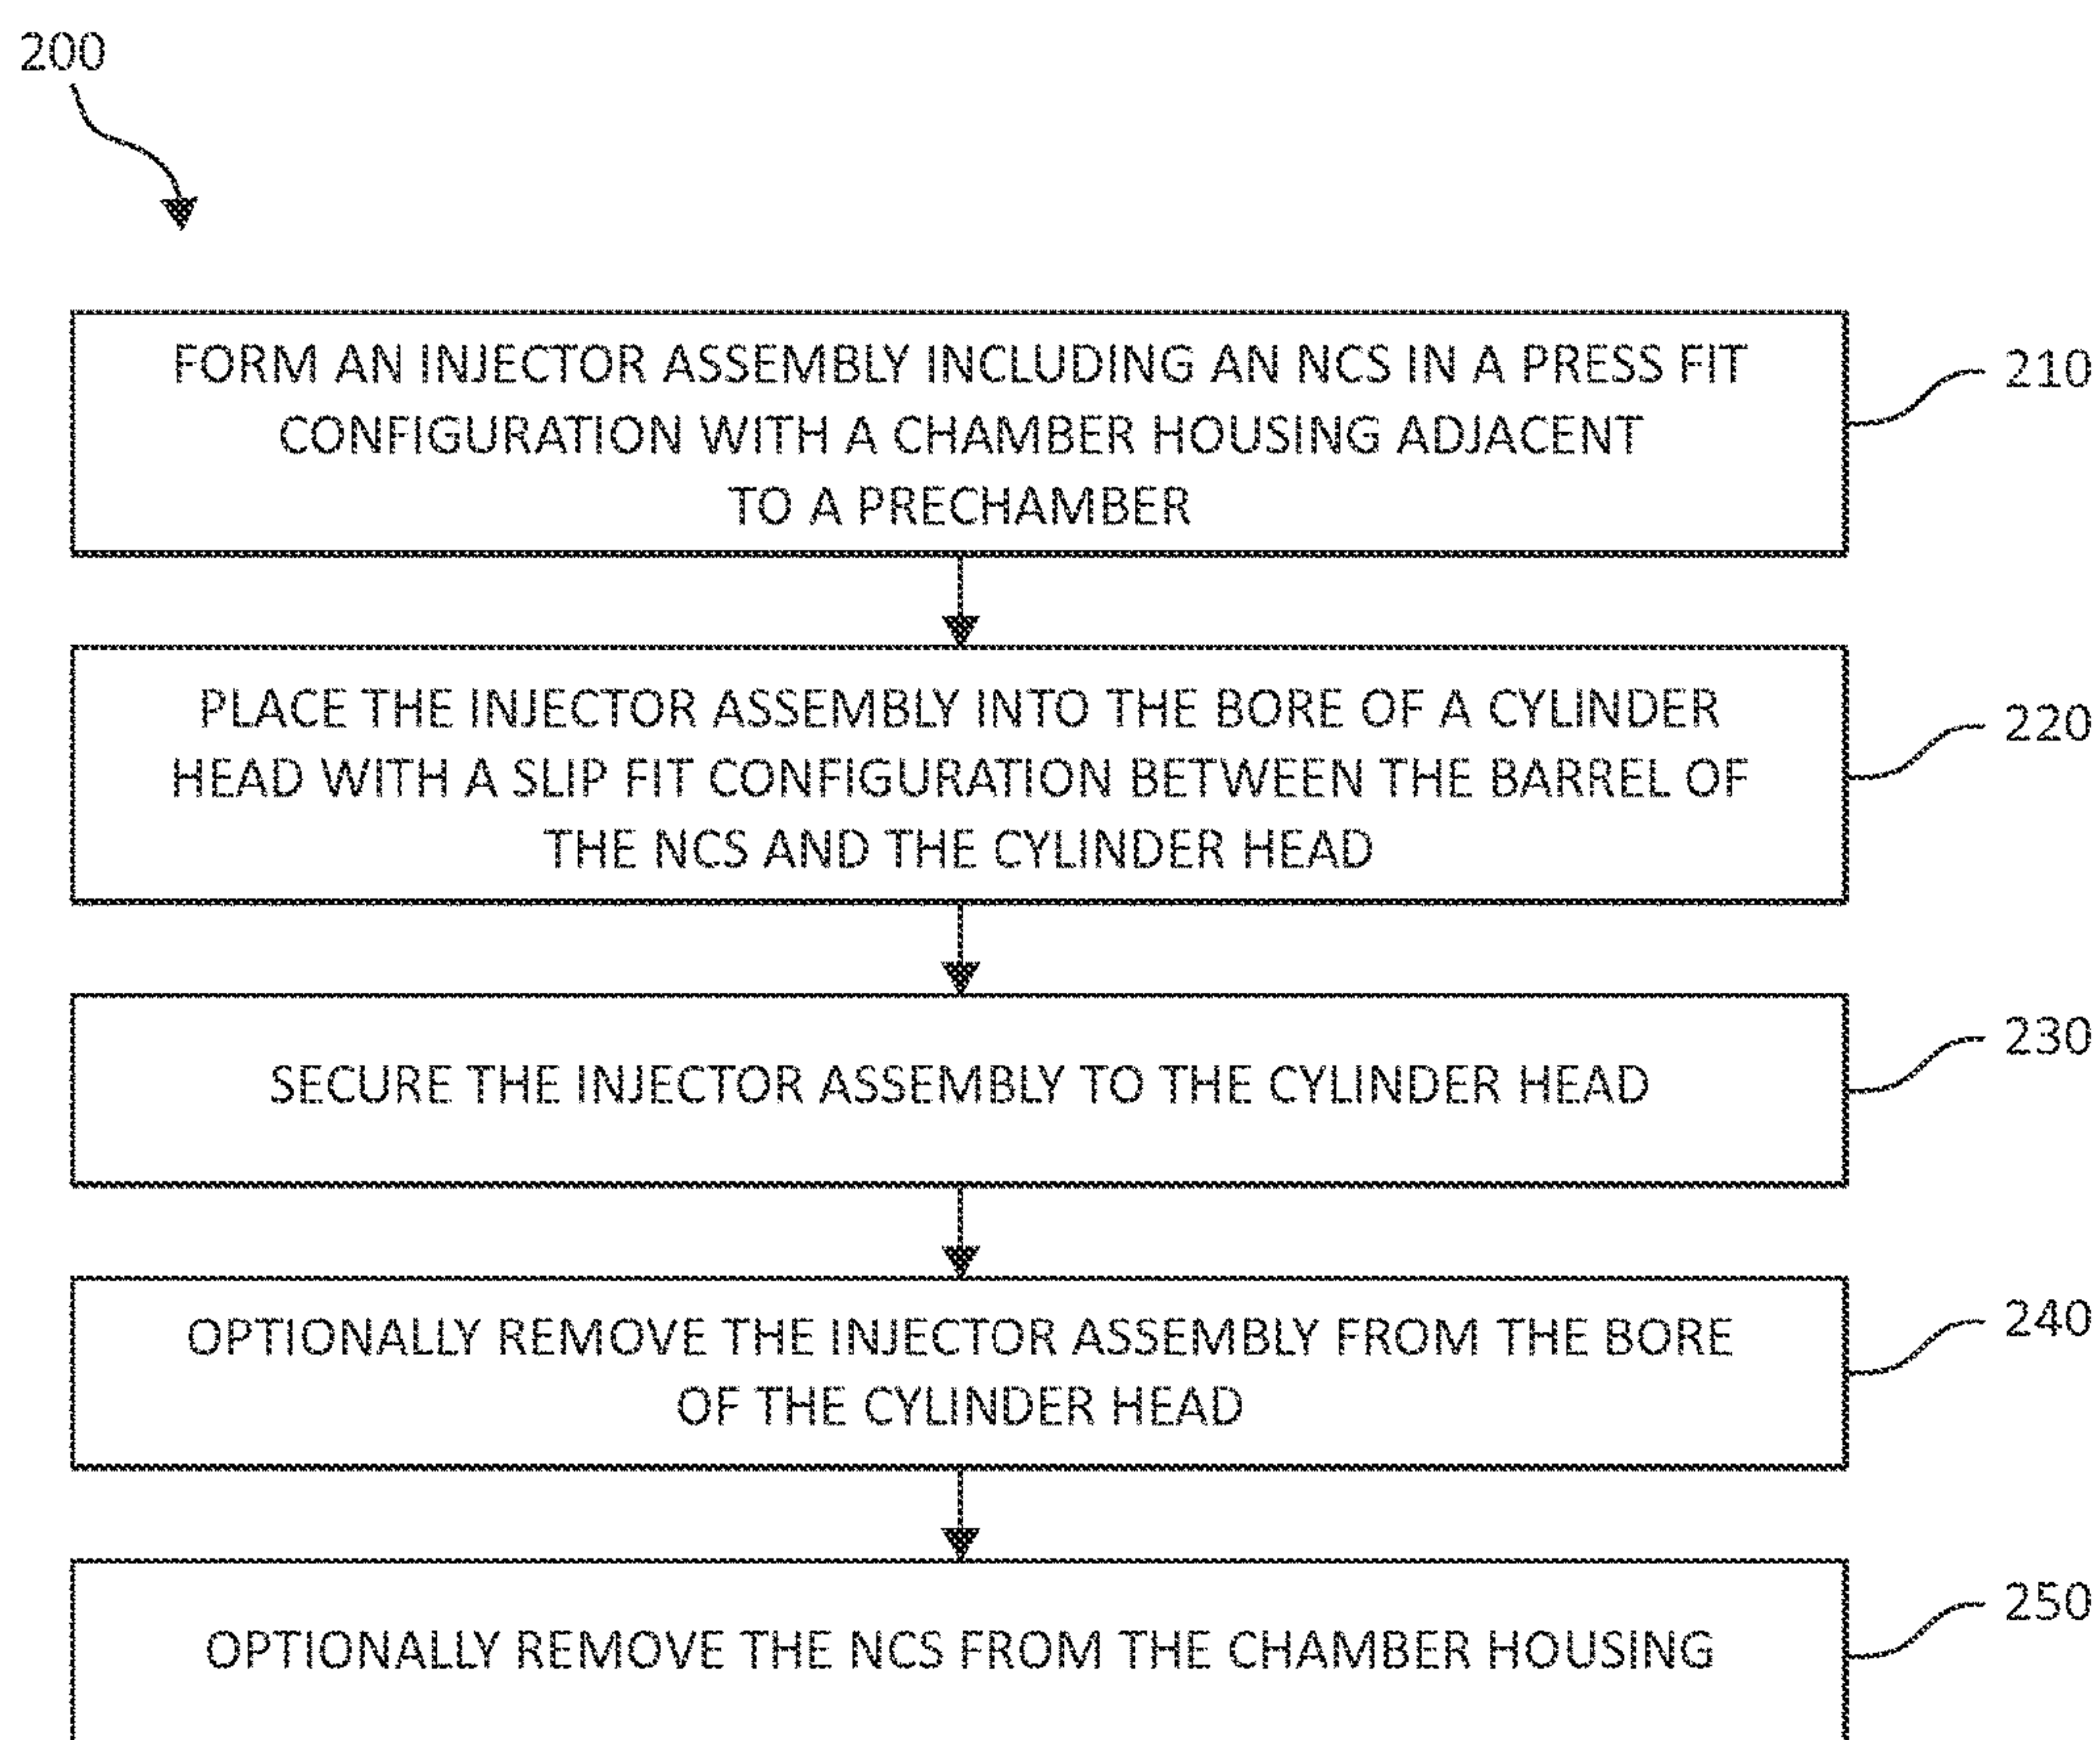 200
FORM AN INJECTOR ASSEMBLY INCLUDING AN NCS IN A PRESS FIT
CONFIGURATION WITH A CHAMBER HOUSING ADJACENT
TO A PRECHAMBER
210
PLACE THE INJECTOR ASSEMBLY INTO THE BORE OF A CYLINDER
HEAD WITH A SLIP FIT CONFIGURATION BETWEEN THE BARREL OF
THE NCS AND THE CYLINDER HEAD
220
SECURE THE INJECTOR ASSEMBLY TO THE CYLINDER HEAD
230
OPTIONALLY REMOVE THE INJECTOR ASSEMBLY FROM THE BORE
OF THE CYLINDER HEAD
240
OPTIONALLY REMOVE THE NCS FROM THE CHAMBER HOUSING
250